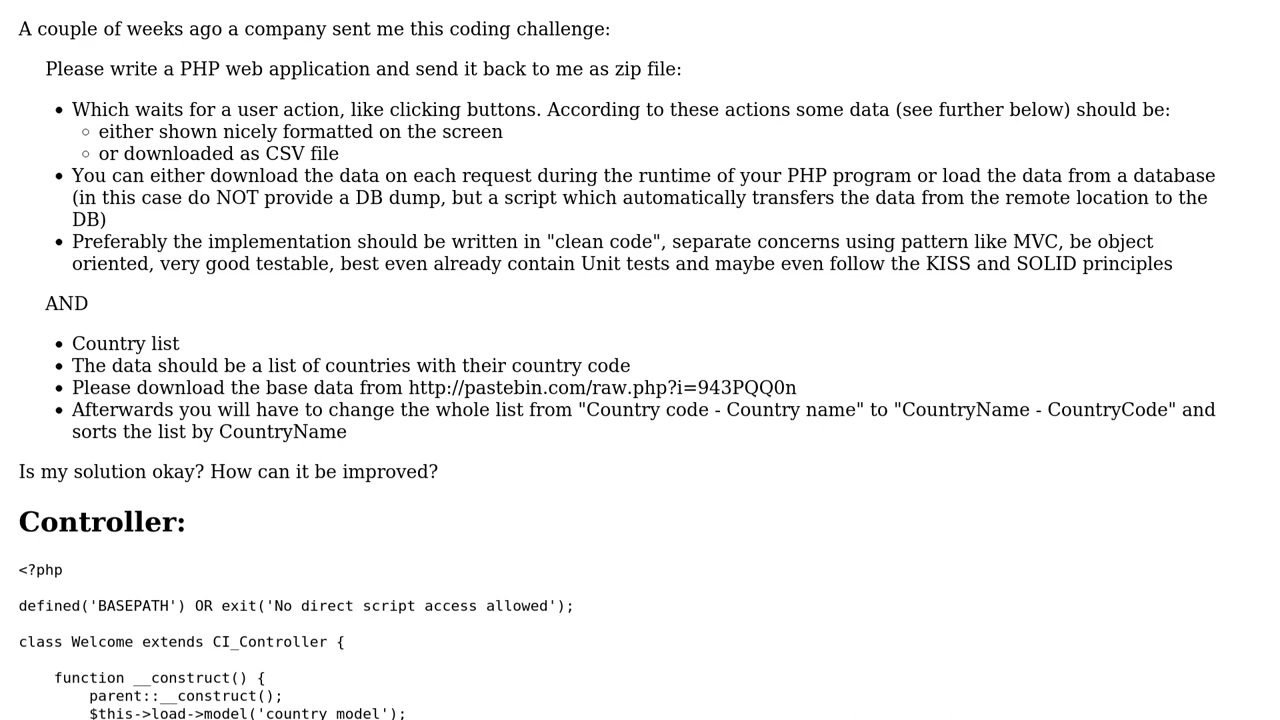 A couple of weeks ago a company sent me this coding challenge:
Please write a PHP web application and send it back to me as zip file:
• Which waits for a user action, like clicking buttons. According to these actions some data (see further below) should be:
◦ either shown nicely formatted on the screen
◦ or downloaded as CSV file
• You can either download the data on each request during the runtime of your PHP program or load the data from a database
(in this case do NOT provide a DB dump, but a script which automatically transfers the data from the remote location to the
DB)
• Preferably the implementation should be written in "clean code", separate concerns using pattern like MVC, be object
oriented, very good testable, best even already contain Unit tests and maybe even follow the KISS and SOLID principles
AND
• Country list
• The data should be a list of countries with their country code
• Please download the base data from http://pastebin.com/raw.php?i=943PQQ0n
• Afterwards you will have to change the whole list from "Country code - Country name" to "CountryName - CountryCode" and
sorts the list by CountryName
Is my solution okay? How can it be improved?
Controller:
<?php
defined('BASEPATH') OR exit('No direct script access allowed');
class Welcome extends CI_Controller {
function __construct() {
parent::__construct();
$this->load->model('country_model');